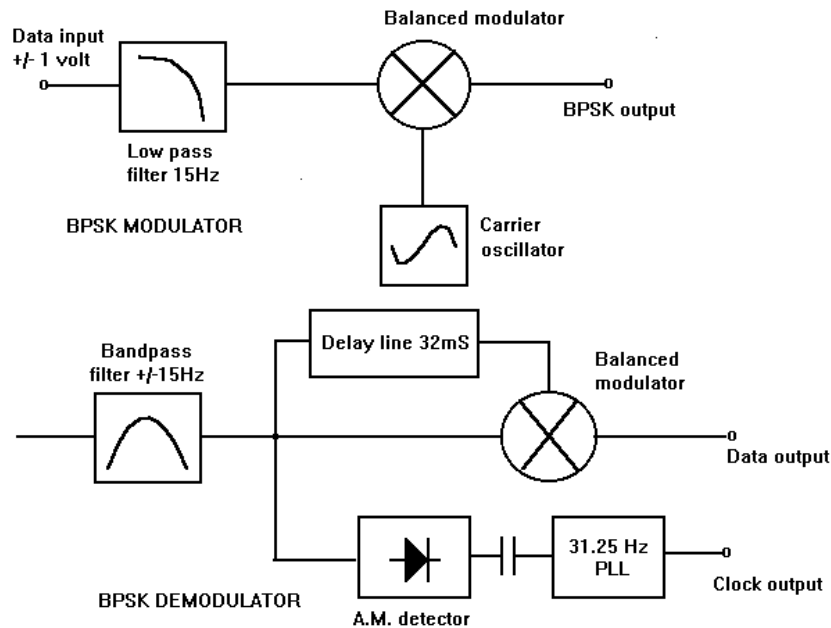 Balanced modulator
Data input
+/- 1 volt
BPSK output
Low pass
filter 15Hz
BPSK MODULATOR
Carrier
oscillator
Delay line 32mS
Bandpass
filter +/-15Hz
Balanced
modulator
Data output
31.25 Hz
PLL
Clock output
BPSK DEMODULATOR
A.M. detector